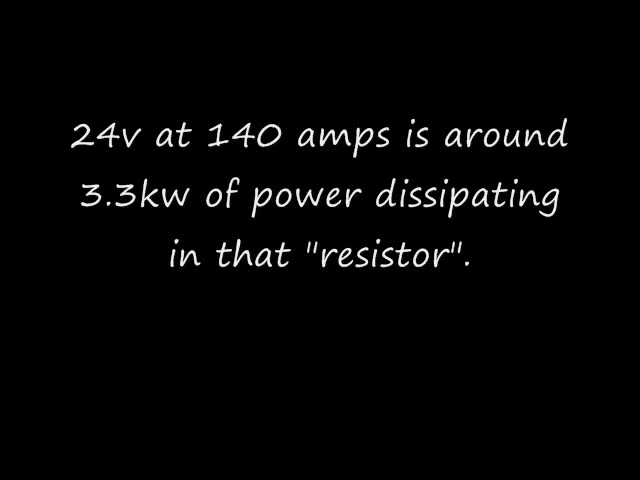 24v at 140 amps is around
3.3kw of power dissipating
in that "resistor".